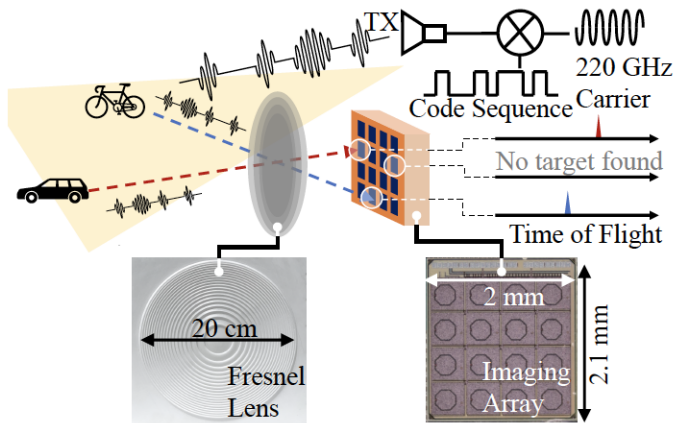 TX
220 GHz
Carrier
Code Sequence
No target found
Time of Flight
20 cm
Fresnel
Lens
2 mm
2.1 mm
Imaging
Array